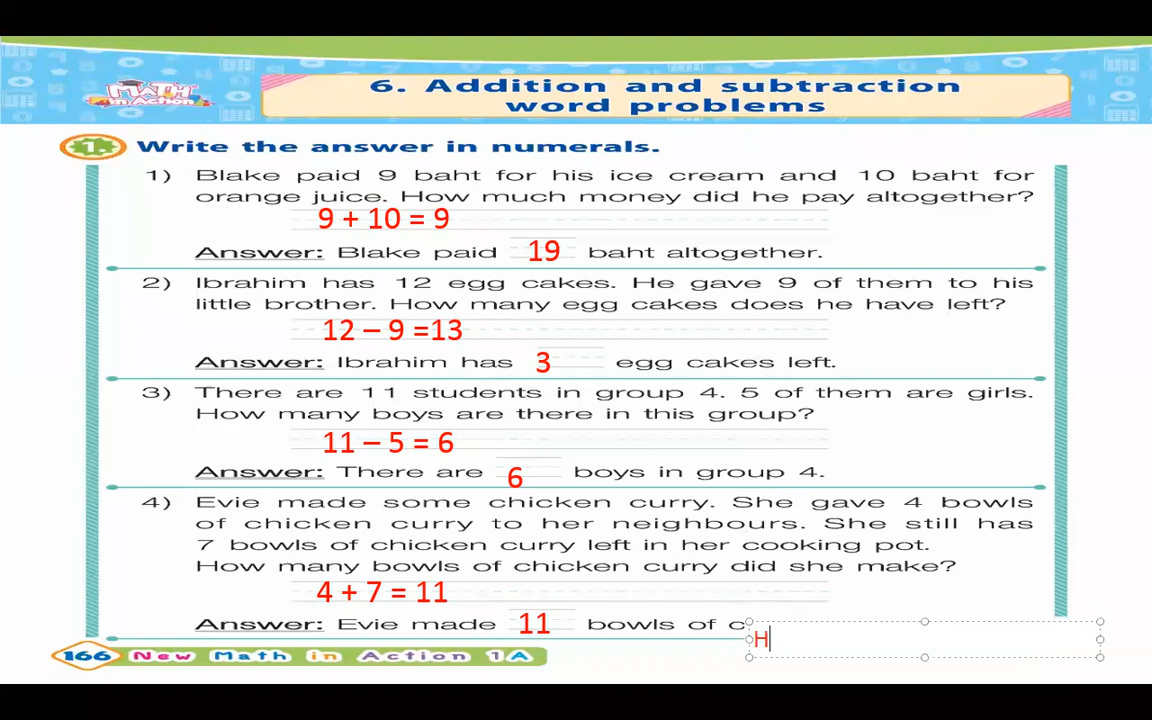 MATH
in Action
6. Addition and subtraction
word problems
1. Write the answer in numerals.
1) Blake paid 9 baht for his ice cream and 10 baht for
orange juice. How much money did he pay altogether?
9 + 10 = 9
Answer: Blake paid 19 baht altogether.
2) Ibrahim has 12 egg cakes. He gave 9 of them to his
little brother. How many egg cakes does he have left?
12 – 9 =13
Answer: Ibrahim has 3 egg cakes left.
3) There are 11 students in group 4. 5 of them are girls.
How many boys are there in this group?
11 – 5 = 6
Answer: There are 6 boys in group 4.
4) Evie made some chicken curry. She gave 4 bowls
of chicken curry to her neighbours. She still has
7 bowls of chicken curry left in her cooking pot.
How many bowls of chicken curry did she make?
4 + 7 = 11
Answer: Evie made 11 bowls of c
H
166 New Math in Action 1A